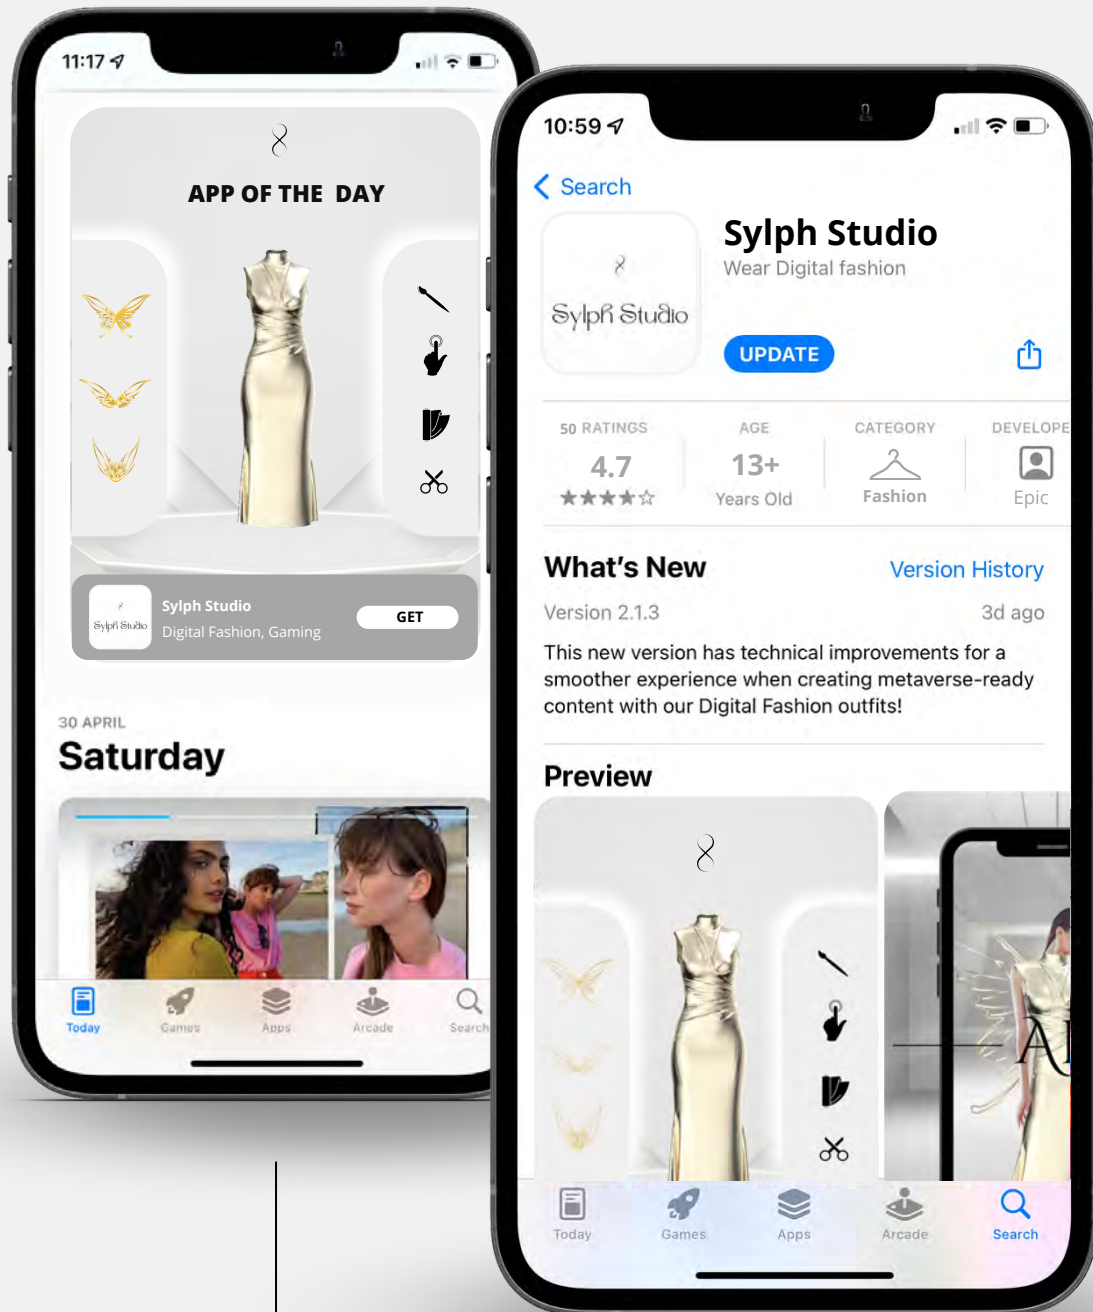 11:17
APP OF THE DAY
Sylph Studio
Sylph Studio
Digital Fashion, Gaming
GET
30 APRIL
Saturday
Today
Games
Apps
Arcade
Search
10:59
Search
Sylph Studio
Sylph Studio
Wear Digital fashion
UPDATE
50 RATINGS
AGE
CATEGORY
DEVELOPE
4.7
13+
Years Old
Fashion
Epic
What's New
Version History
Version 2.1.3
3d ago
This new version has technical improvements for a
smoother experience when creating metaverse-ready
content with our Digital Fashion outfits!
Preview
Today
Games
Apps
Arcade
Search